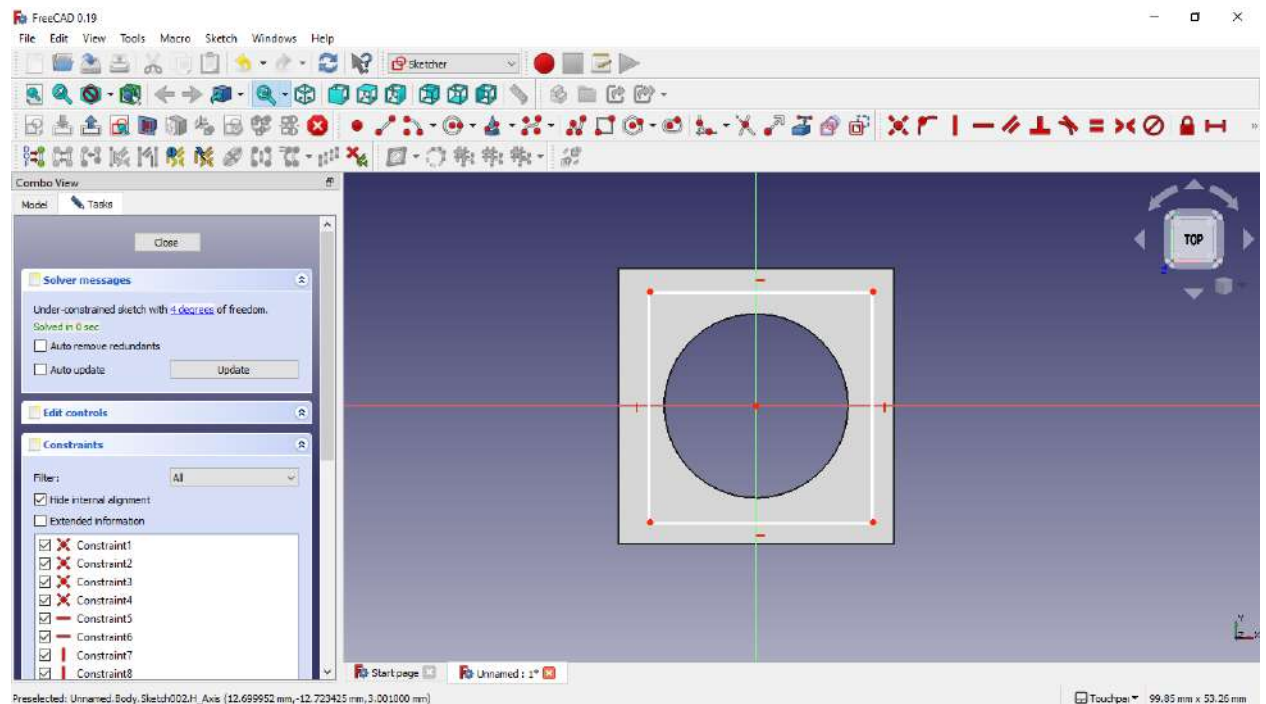 FreeCAD 0.19
File Edit View Tools Macro Sketch Windows Help
Sketcher
Combo View
Model Tasks
Close
Solver messages
Under-constrained sketch with 4 degrees of freedom.
Solved in 0 sec
Auto remove redundants
Auto update Update
Edit controls
Constraints
Filter: All
Hide internal alignment
Extended information
Constraint1
Constraint2
Constraint3
Constraint4
Constraint5
Constraint6
Constraint7
Constraint8
TOP
Y
Z X
Start page Unnamed : 1*
Preselected: Unnamed.Body.Sketch002.H_Axis (12.699952 mm,-12.723425 mm,3.001000 mm) Touchpad 99.85 mm x 53.26 mm